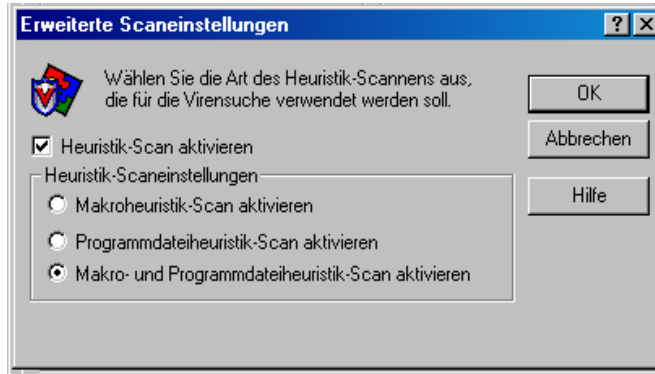 Erweiterte Scaneinstellungen
Wählen Sie die Art des Heuristik-Scannens aus,
die für die Virensuche verwendet werden soll.
OK
Abbrechen
Hilfe
Heuristik-Scan aktivieren
Heuristik-Scaneinstellungen
Makroheuristik-Scan aktivieren
Programmdateiheuristik-Scan aktivieren
Makro- und Programmdateiheuristik-Scan aktivieren